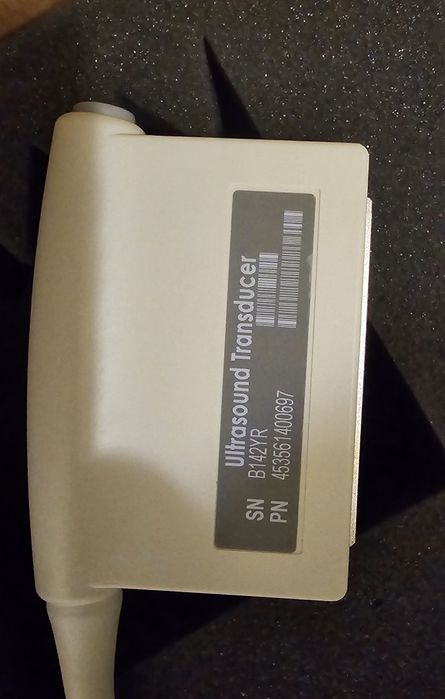 Ultrasound Transducer
SN B142YR
PN 453561400697